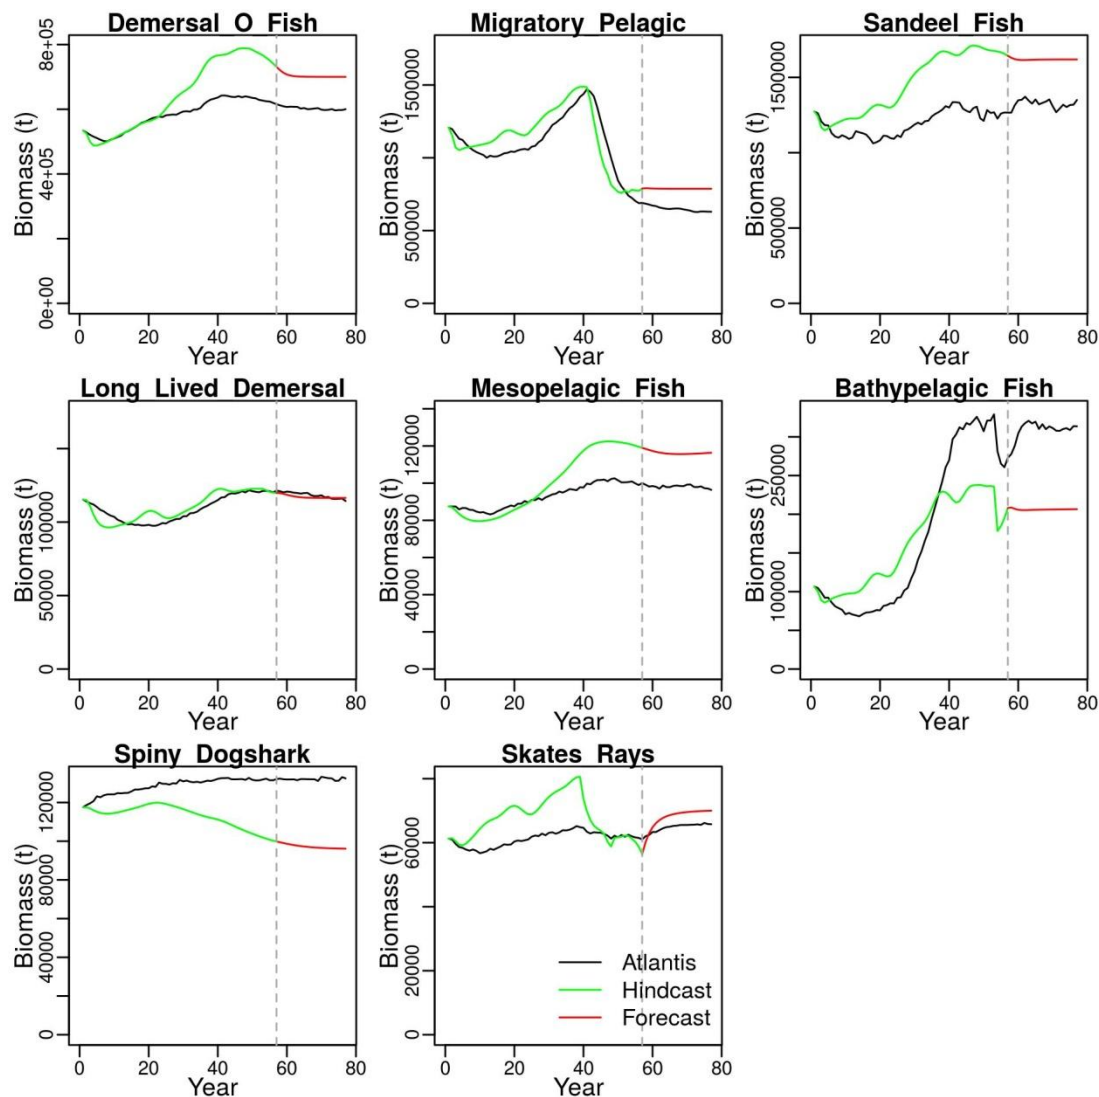 Demersal_O_Fish
Biomass (t)
0e+00
4e+05
8e+05
0
20
40
60
80
Year
Migratory_Pelagic
Biomass (t)
0
500000
1500000
0
20
40
60
80
Year
Sandeel_Fish
Biomass (t)
0
500000
1500000
0
20
40
60
80
Year
Long_Lived_Demersal
Biomass (t)
0
50000
100000
0
20
40
60
80
Year
Mesopelagic_Fish
Biomass (t)
0
40000
80000
120000
0
20
40
60
80
Year
Bathypelagic_Fish
Biomass (t)
0
100000
250000
0
20
40
60
80
Year
Spiny_Dogshark
Biomass (t)
0
40000
80000
120000
0
20
40
60
80
Year
Skates_Rays
Biomass (t)
0
20000
60000
0
20
40
60
80
Year
Atlantis
Hindcast
Forecast